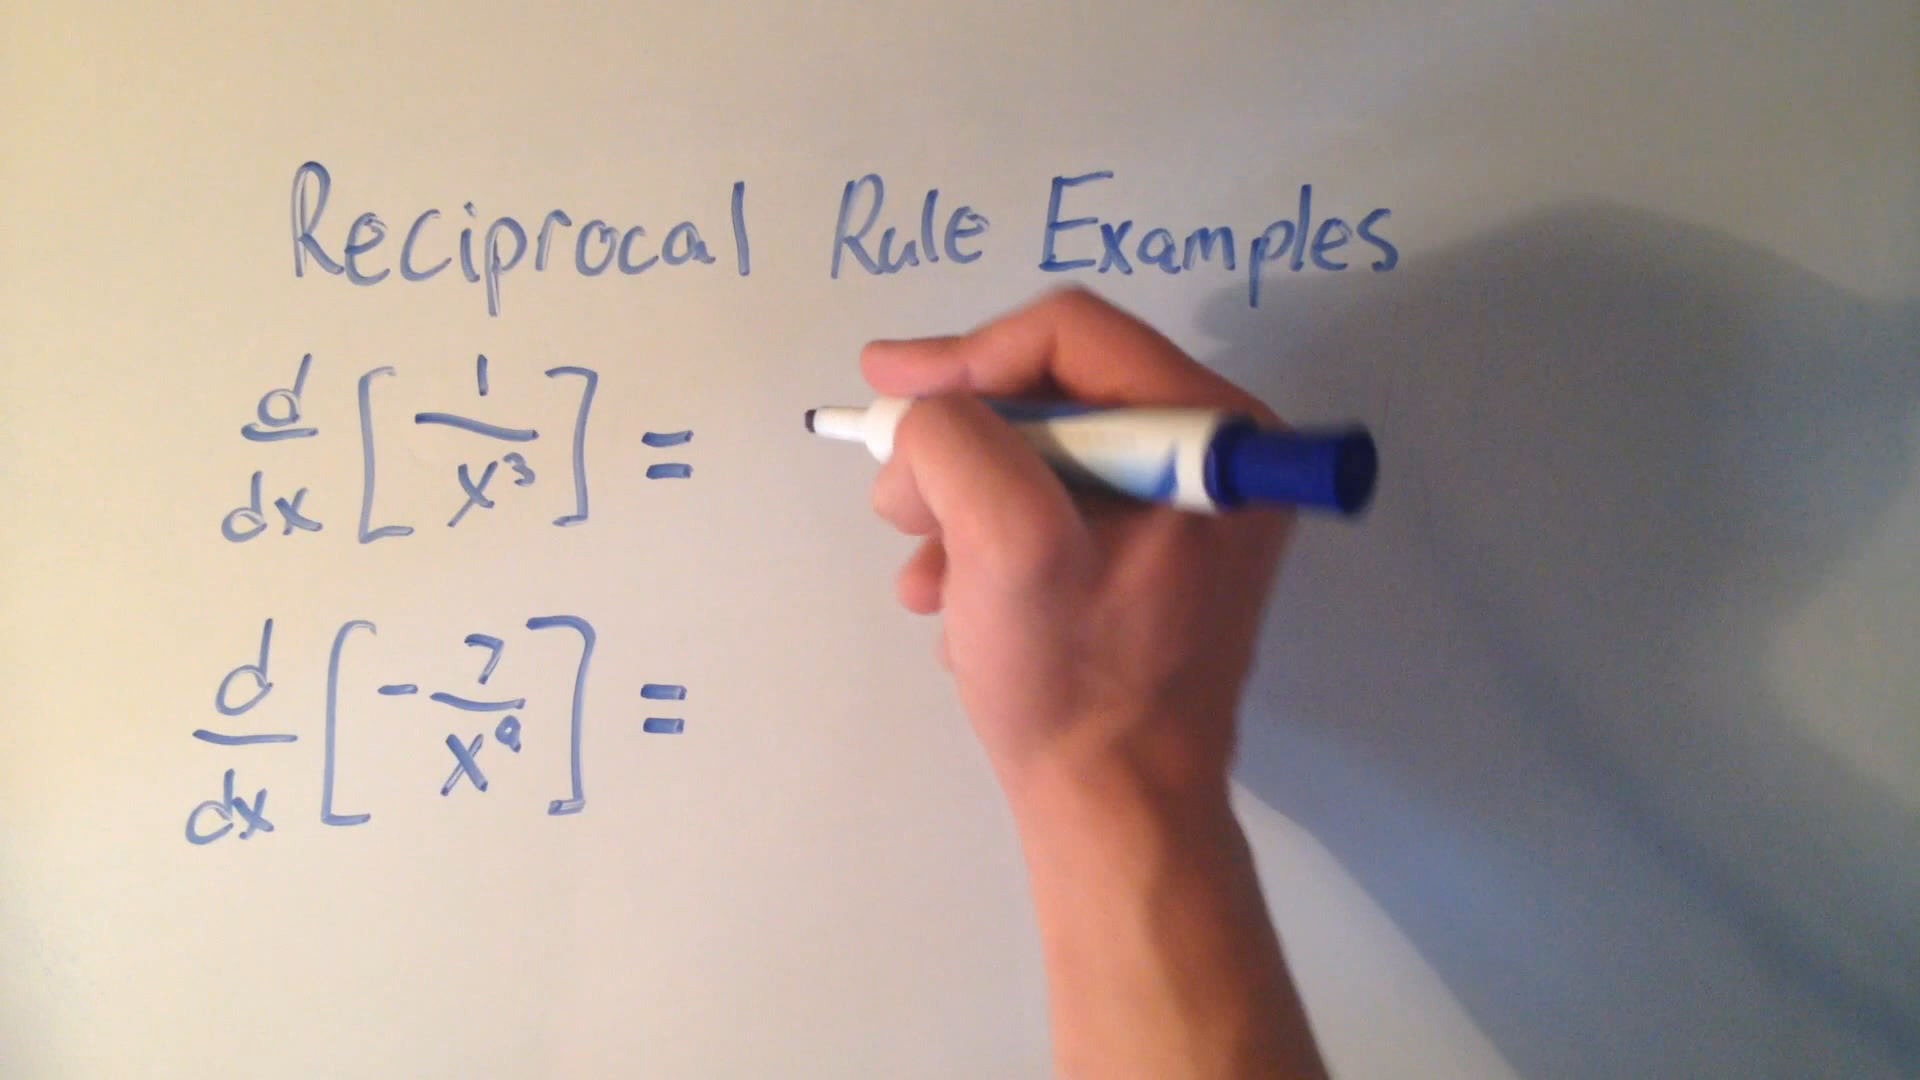 Reciprocal Rule Examples
d/dx [1/x³] =
d/dx [-7/x⁹] =